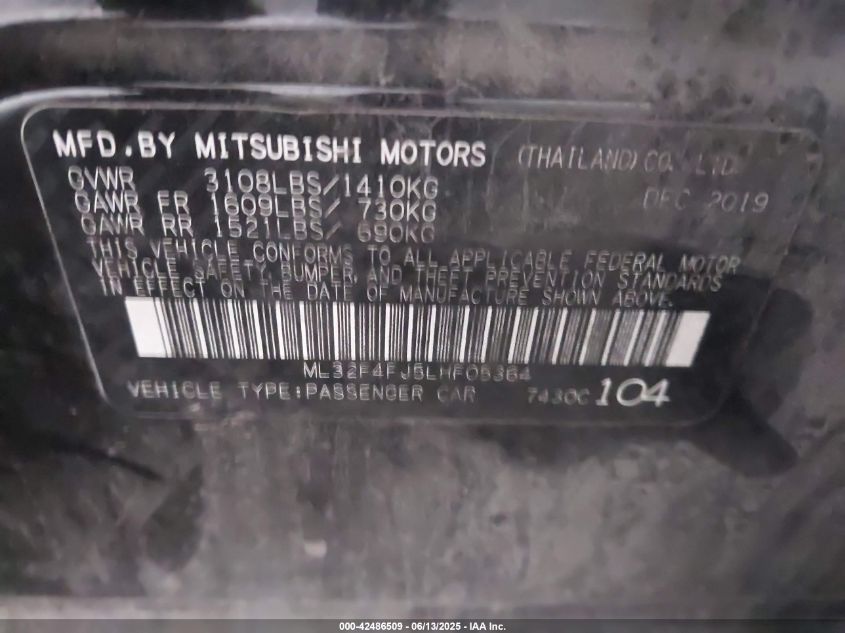 MFD.BY MITSUBISHI MOTORS (THAILAND) CO. LTD.
GVWR 3108LBS/1410KG DEC 2019
GAWR FR 1609LBS/ 730KG
GAWR RR 1521LBS/ 690KG
THIS VEHICLE CONFORMS TO ALL APPLICABLE FEDERAL MOTOR
VEHICLE SAFETY, BUMPER, AND THEFT PREVENTION STANDARDS
IN EFFECT ON THE DATE OF MANUFACTURE SHOWN ABOVE.
ML32F4FJ5LHF05364
VEHICLE TYPE:PASSENGER CAR 7430C 104
000-42486509 - 06/13/2025 - IAA Inc.